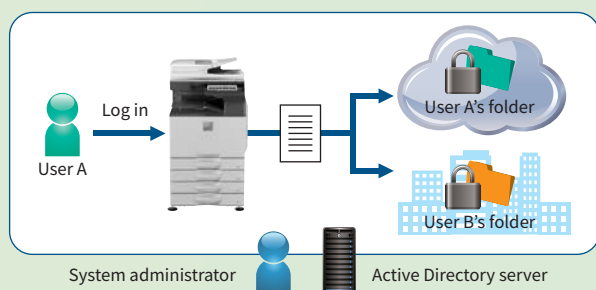 Log in
User A
User A's folder
User B's folder
System administrator
Active Directory server